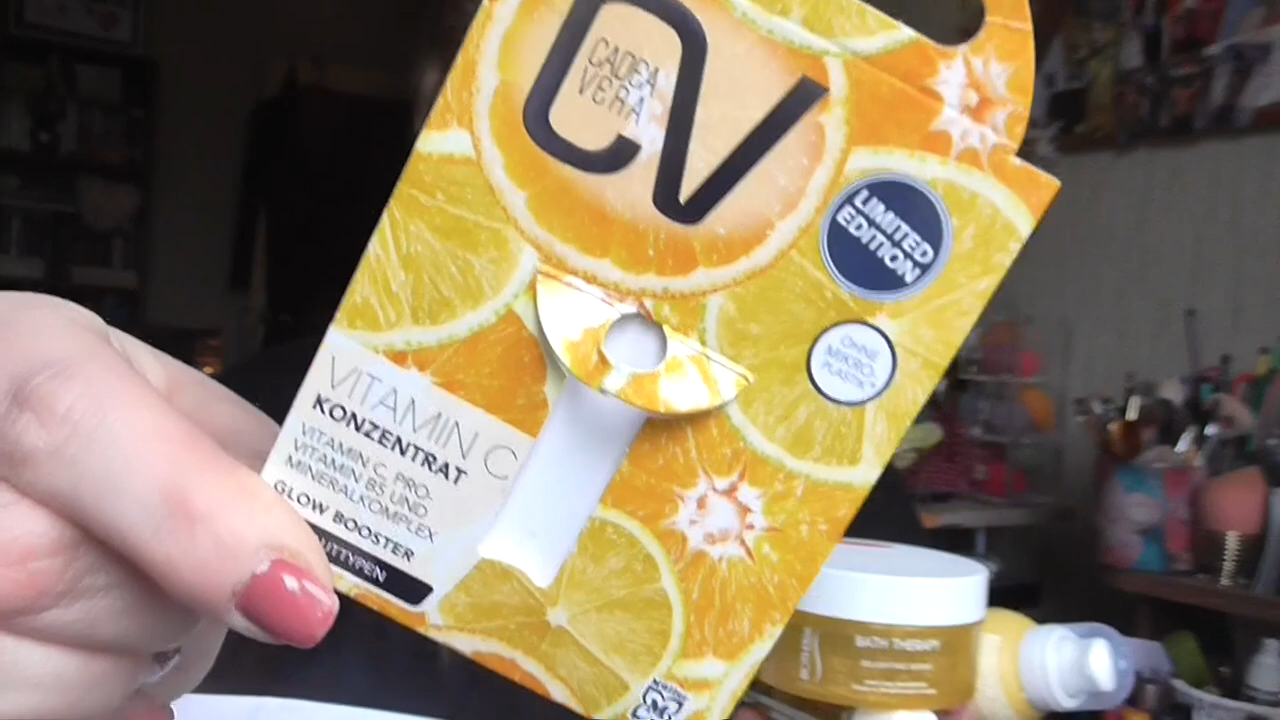 CV
CADEA
VERA
LIMITED
EDITION
OHNE
MIKRO-
PLASTIK
VITAMIN C
KONZENTRAT
VITAMIN C, PRO-
VITAMIN B5 UND
MINERALKOMPLEX
GLOW BOOSTER
BATH THERAPY